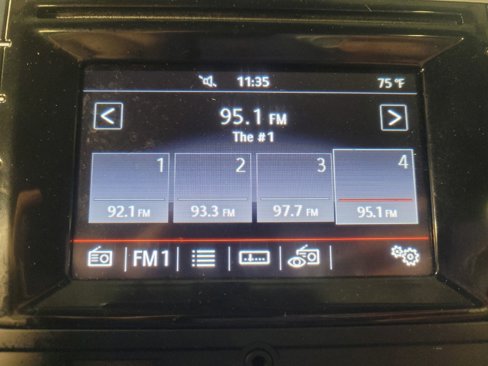 11:35 75 °F
< 95.1 FM >
The #1
1 2 3 4
92.1 FM 93.3 FM 97.7 FM 95.1 FM
FM1